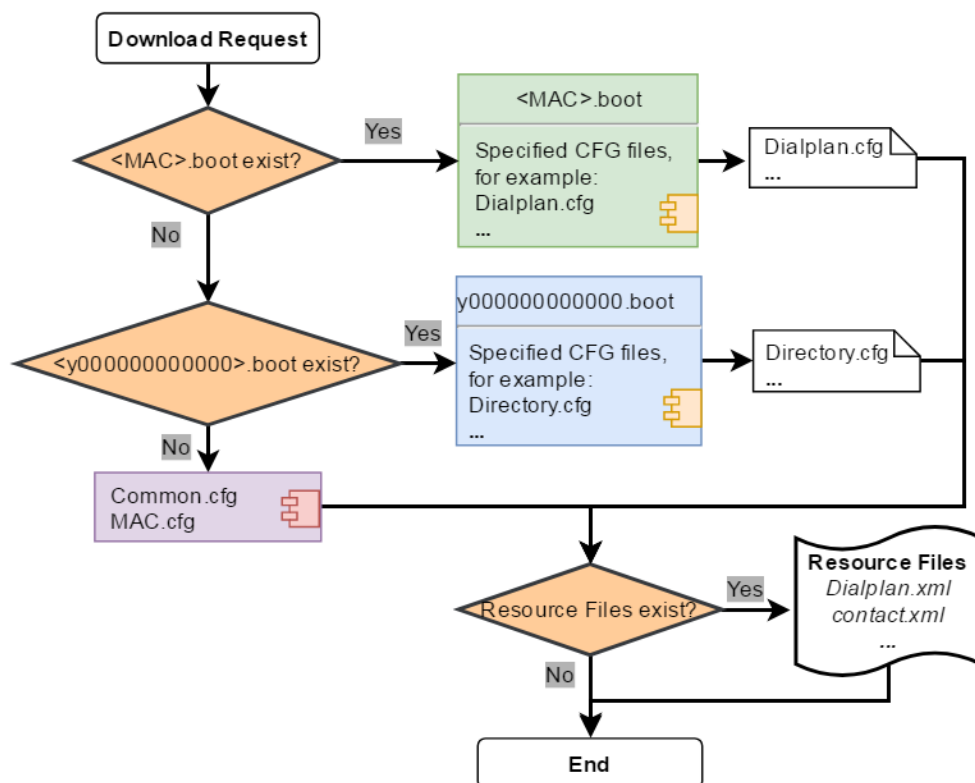 Download Request
<MAC>.boot exist?
Yes
<MAC>.boot
Specified CFG files,
for example:
Dialplan.cfg
...
Dialplan.cfg
...
No
<y000000000000>.boot exist?
Yes
y000000000000.boot
Specified CFG files,
for example:
Directory.cfg
...
Directory.cfg
...
No
Common.cfg
MAC.cfg
Resource Files exist?
Yes
Resource Files
Dialplan.xml
contact.xml
...
No
End